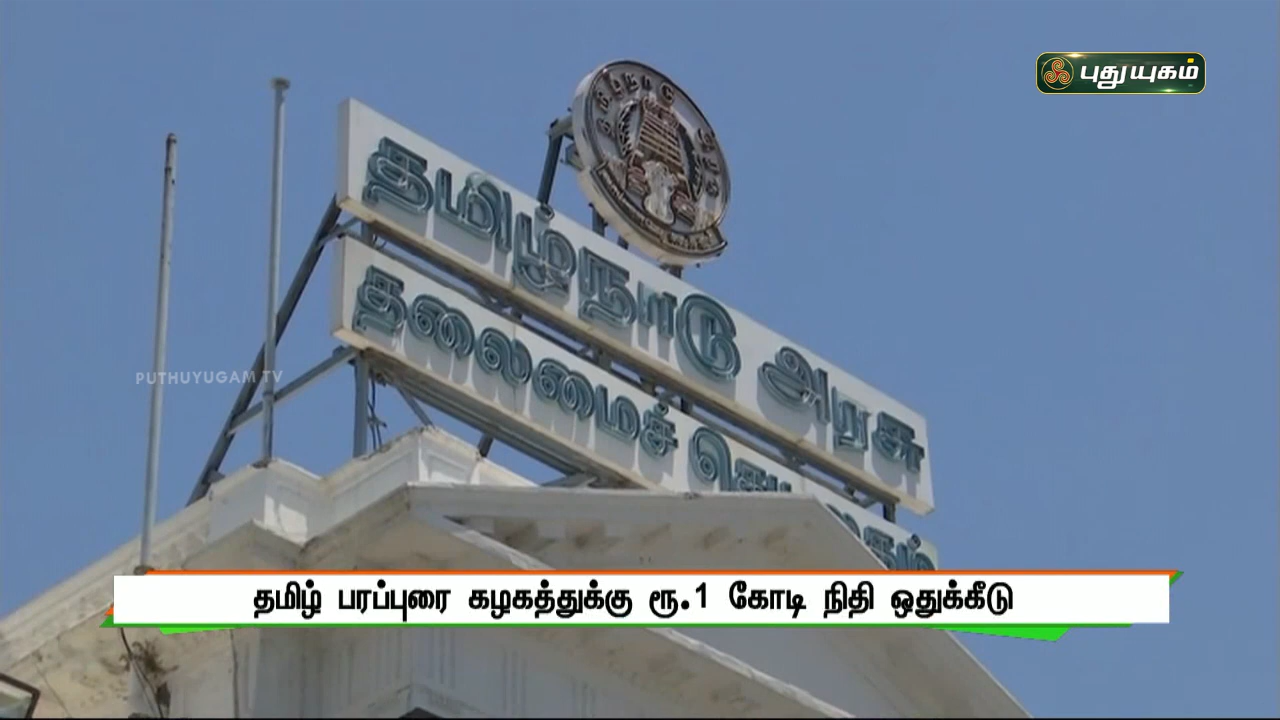 புதுயுகம்
தமிழ்நாடு அரசு
தலைமைச்
PUTHUYUGAM TV
தமிழ் பரப்புரை கழகத்துக்கு ரூ.1 கோடி நிதி ஒதுக்கீடு